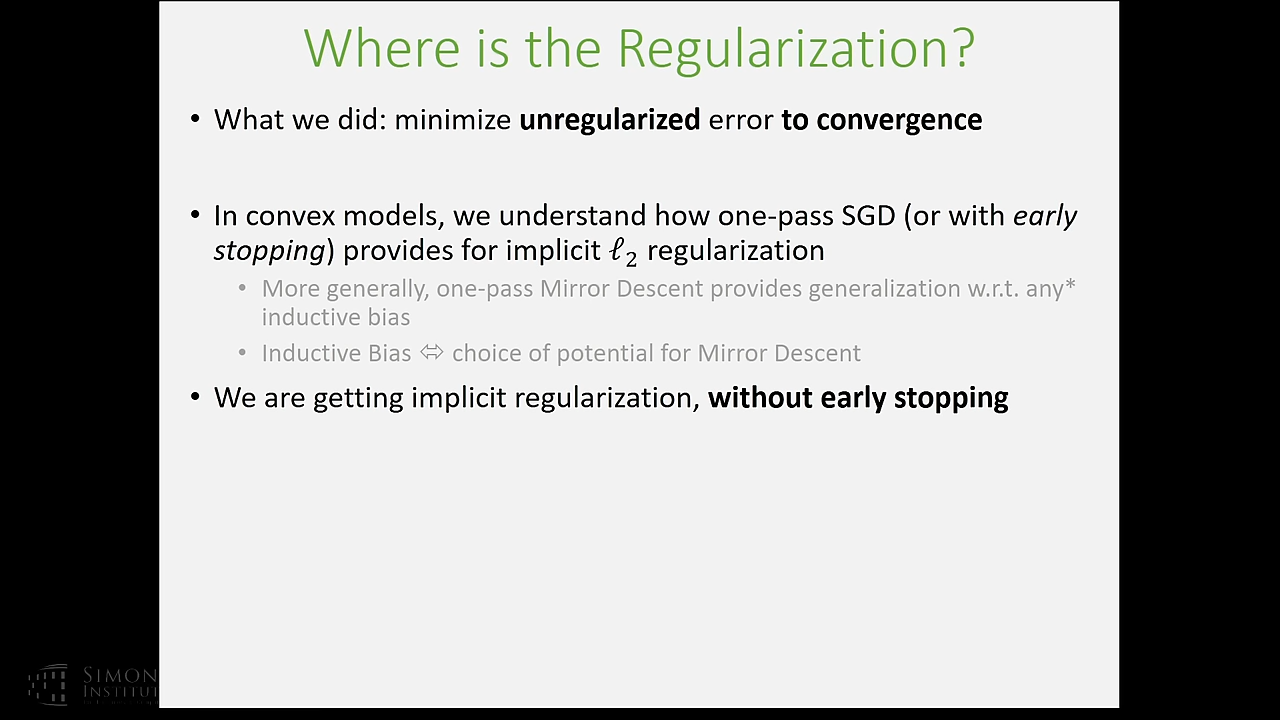 Where is the Regularization?
• What we did: minimize unregularized error to convergence
• In convex models, we understand how one-pass SGD (or with early
stopping) provides for implicit ℓ₂ regularization
• More generally, one-pass Mirror Descent provides generalization w.r.t. any*
inductive bias
• Inductive Bias ⇔ choice of potential for Mirror Descent
• We are getting implicit regularization, without early stopping
SIMON
INSTITU